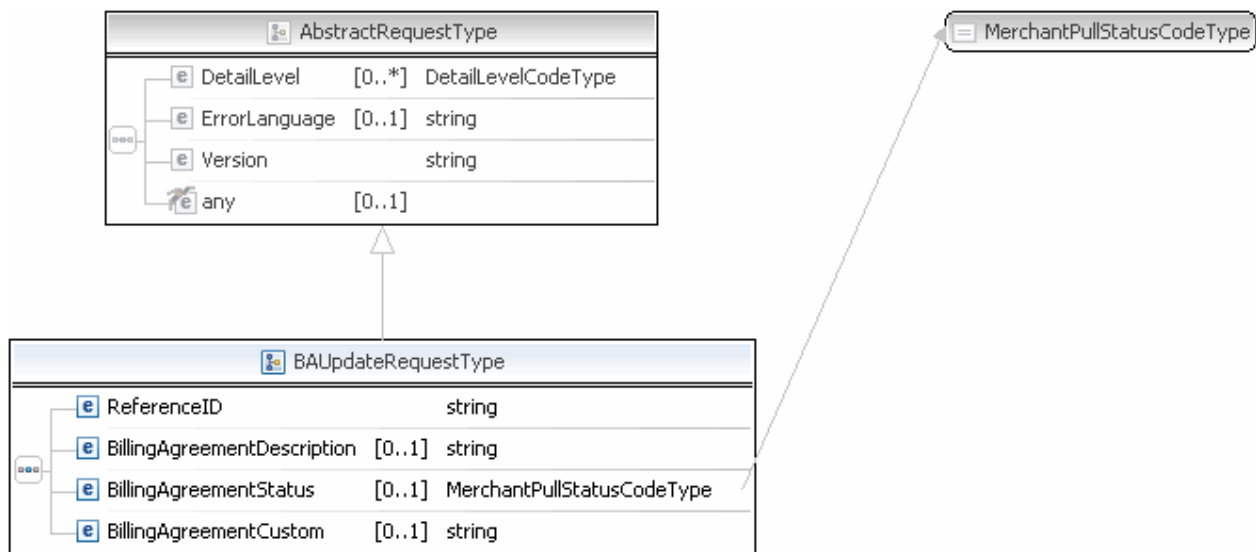 AbstractRequestType
MerchantPullStatusCodeType
e DetailLevel [0..*] DetailLevelCodeType
e ErrorLanguage [0..1] string
e Version string
e any [0..1]
BAUpdateRequestType
e ReferenceID string
e BillingAgreementDescription [0..1] string
e BillingAgreementStatus [0..1] MerchantPullStatusCodeType
e BillingAgreementCustom [0..1] string